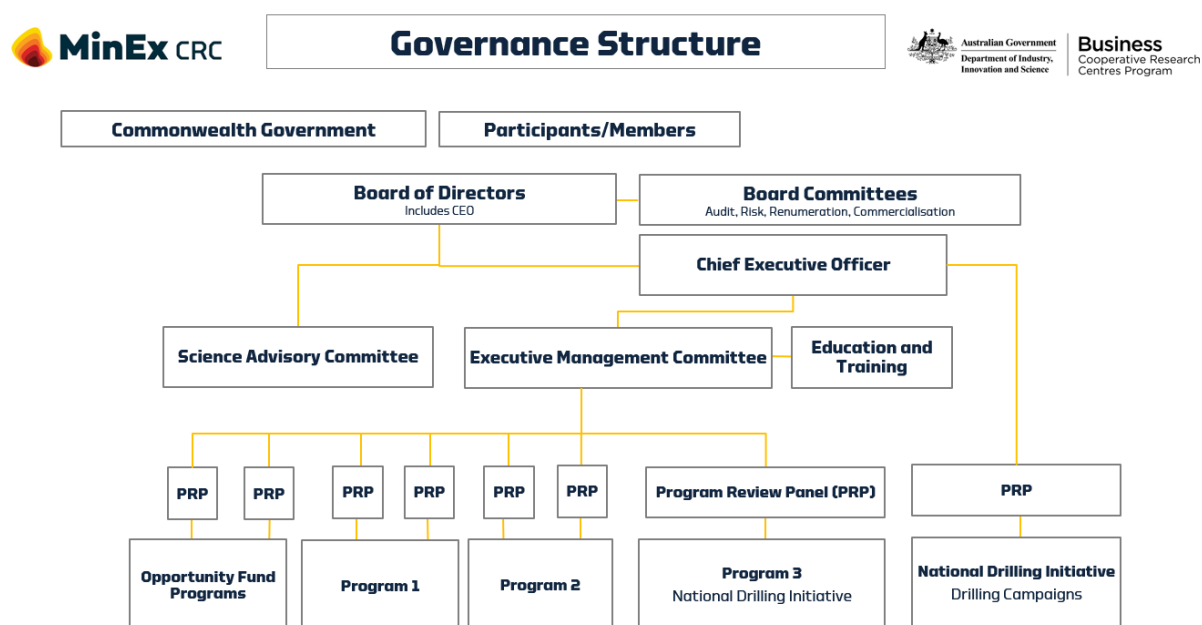 MinEx CRC
Governance Structure
Australian Government
Department of Industry,
Innovation and Science
Business
Cooperative Research
Centres Program
Commonwealth Government
Participants/Members
Board of Directors
Includes CEO
Board Committees
Audit, Risk, Renumeration, Commercialisation
Chief Executive Officer
Science Advisory Committee
Executive Management Committee
Education and
Training
PRP
PRP
PRP
PRP
PRP
PRP
Program Review Panel (PRP)
PRP
Opportunity Fund
Programs
Program 1
Program 2
Program 3
National Drilling Initiative
National Drilling Initiative
Drilling Campaigns